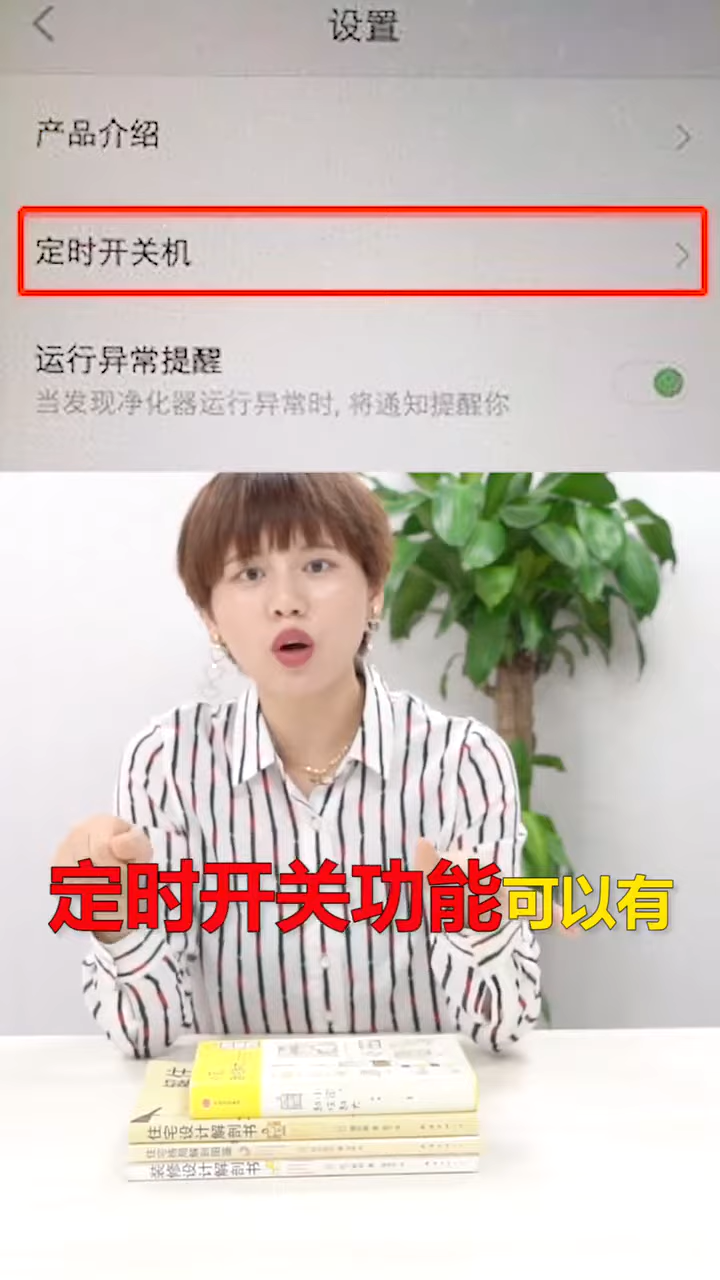 设置
产品介绍
定时开关机
运行异常提醒
当发现净化器运行异常时, 将通知提醒你
定时开关功能可以有
住宅设计解剖书
装修设计解剖书